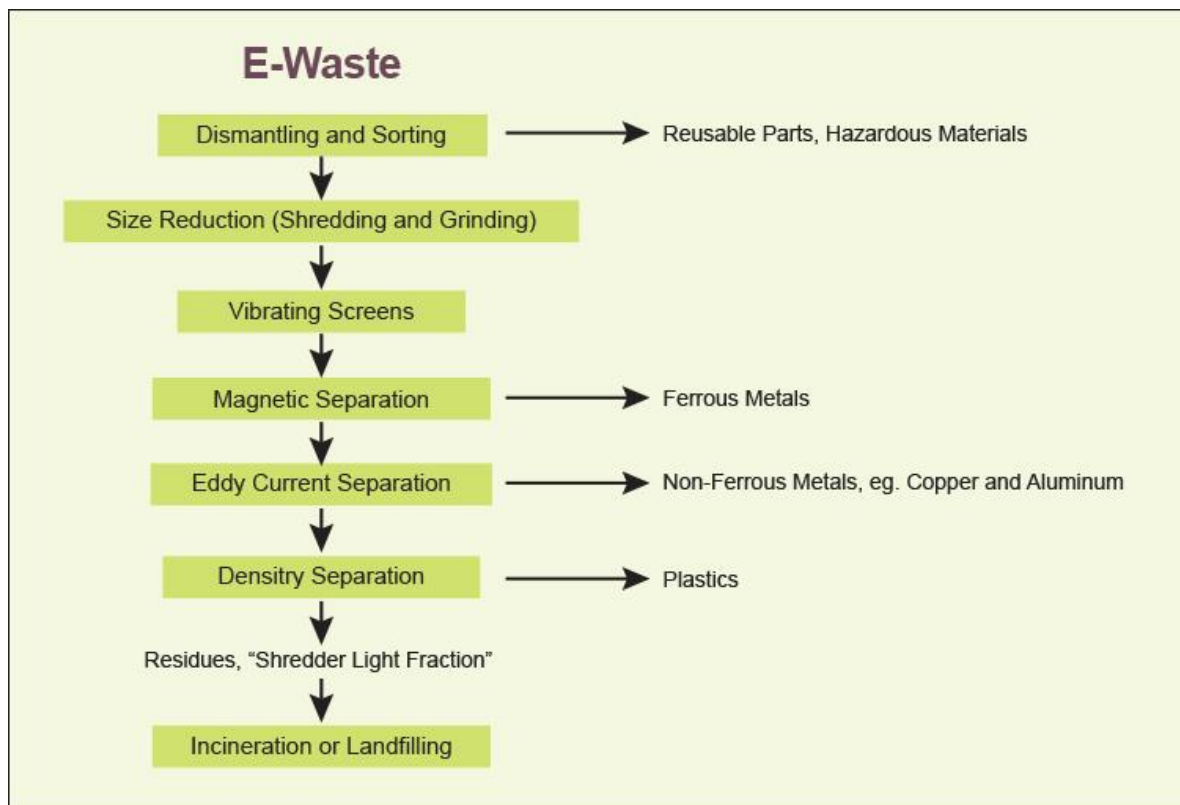 E-Waste
Dismantling and Sorting
Reusable Parts, Hazardous Materials
Size Reduction (Shredding and Grinding)
Vibrating Screens
Magnetic Separation
Ferrous Metals
Eddy Current Separation
Non-Ferrous Metals, eg. Copper and Aluminum
Densitry Separation
Plastics
Residues, “Shredder Light Fraction”
Incineration or Landfilling